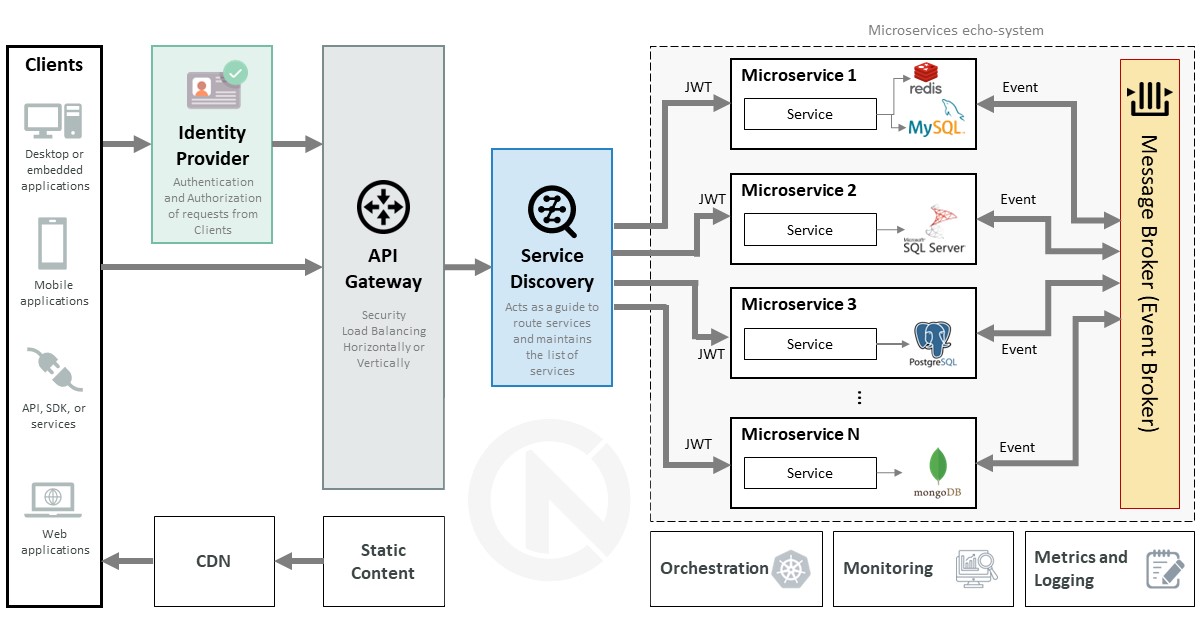 Microservices echo-system
Clients
Desktop or
embedded
applications
Mobile
applications
API, SDK, or
services
Web
applications
Identity
Provider
Authentication
and Authorization
of requests from
Clients
API
Gateway
Security
Load Balancing
Horizontally or
Vertically
Service
Discovery
Acts as a guide to
route services
and maintains
the list of
services
JWT
Microservice 1
Service
redis
MySQL.
Event
JWT
Microservice 2
Service
Microsoft
SQL Server
Event
JWT
Microservice 3
Service
PostgreSQL
Event
⋮
JWT
Microservice N
Service
mongoDB
Event
Message Broker (Event Broker)
CDN
Static
Content
Orchestration
Monitoring
Metrics and
Logging